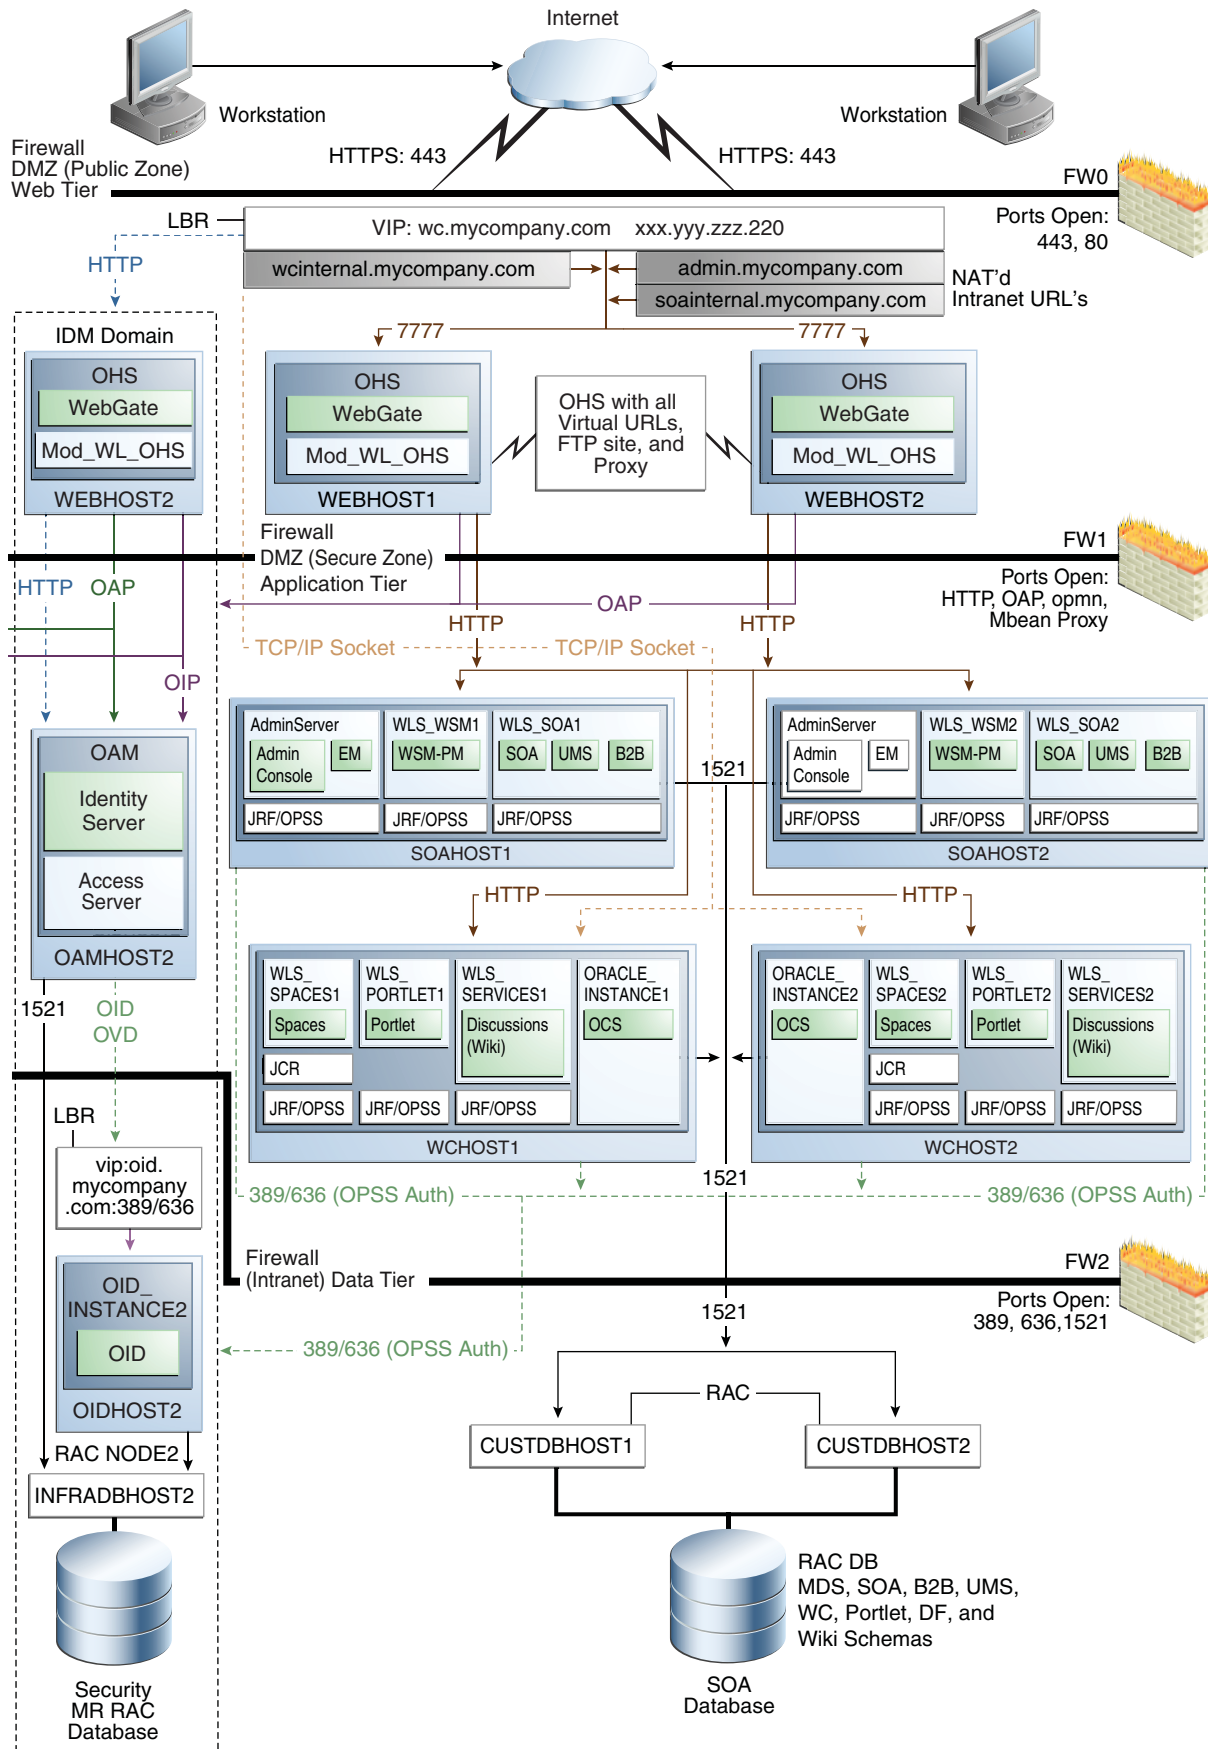 Internet
Workstation
Workstation
HTTPS: 443
HTTPS: 443
Firewall
DMZ (Public Zone)
Web Tier
FW0
Ports Open:
443, 80
LBR
VIP: wc.mycompany.com xxx.yyy.zzz.220
HTTP
wcinternal.mycompany.com
admin.mycompany.com
soainternal.mycompany.com
NAT'd
Intranet URL's
7777
7777
IDM Domain
OHS
WebGate
Mod_WL_OHS
WEBHOST2
OHS
WebGate
Mod_WL_OHS
WEBHOST1
OHS with all
Virtual URLs,
FTP site, and
Proxy
OHS
WebGate
Mod_WL_OHS
WEBHOST2
Firewall
DMZ (Secure Zone)
Application Tier
FW1
Ports Open:
HTTP, OAP, opmn,
Mbean Proxy
HTTP
OAP
OAP
HTTP
HTTP
TCP/IP Socket
TCP/IP Socket
OIP
OAM
Identity
Server
Access
Server
OAMHOST2
AdminServer
Admin
Console
EM
JRF/OPSS
WLS_WSM1
WSM-PM
JRF/OPSS
WLS_SOA1
SOA
UMS
B2B
JRF/OPSS
SOAHOST1
1521
AdminServer
Admin
Console
EM
JRF/OPSS
WLS_WSM2
WSM-PM
JRF/OPSS
WLS_SOA2
SOA
UMS
B2B
JRF/OPSS
SOAHOST2
HTTP
HTTP
WLS_
SPACES1
Spaces
JCR
JRF/OPSS
WLS_
PORTLET1
Portlet
JRF/OPSS
WLS_
SERVICES1
Discussions
(Wiki)
JRF/OPSS
ORACLE_
INSTANCE1
OCS
WCHOST1
ORACLE_
INSTANCE2
OCS
WLS_
SPACES2
Spaces
JCR
JRF/OPSS
WLS_
PORTLET2
Portlet
JRF/OPSS
WLS_
SERVICES2
Discussions
(Wiki)
JRF/OPSS
WCHOST2
1521
OID
OVD
LBR
vip:oid.
mycompany
.com:389/636
389/636 (OPSS Auth)
1521
389/636 (OPSS Auth)
Firewall
(Intranet) Data Tier
FW2
Ports Open:
389, 636,1521
OID_
INSTANCE2
OID
OIDHOST2
1521
389/636 (OPSS Auth)
RAC
CUSTDBHOST1
CUSTDBHOST2
RAC NODE2
INFRADBHOST2
Security
MR RAC
Database
RAC DB
MDS, SOA, B2B, UMS,
WC, Portlet, DF, and
Wiki Schemas
SOA
Database